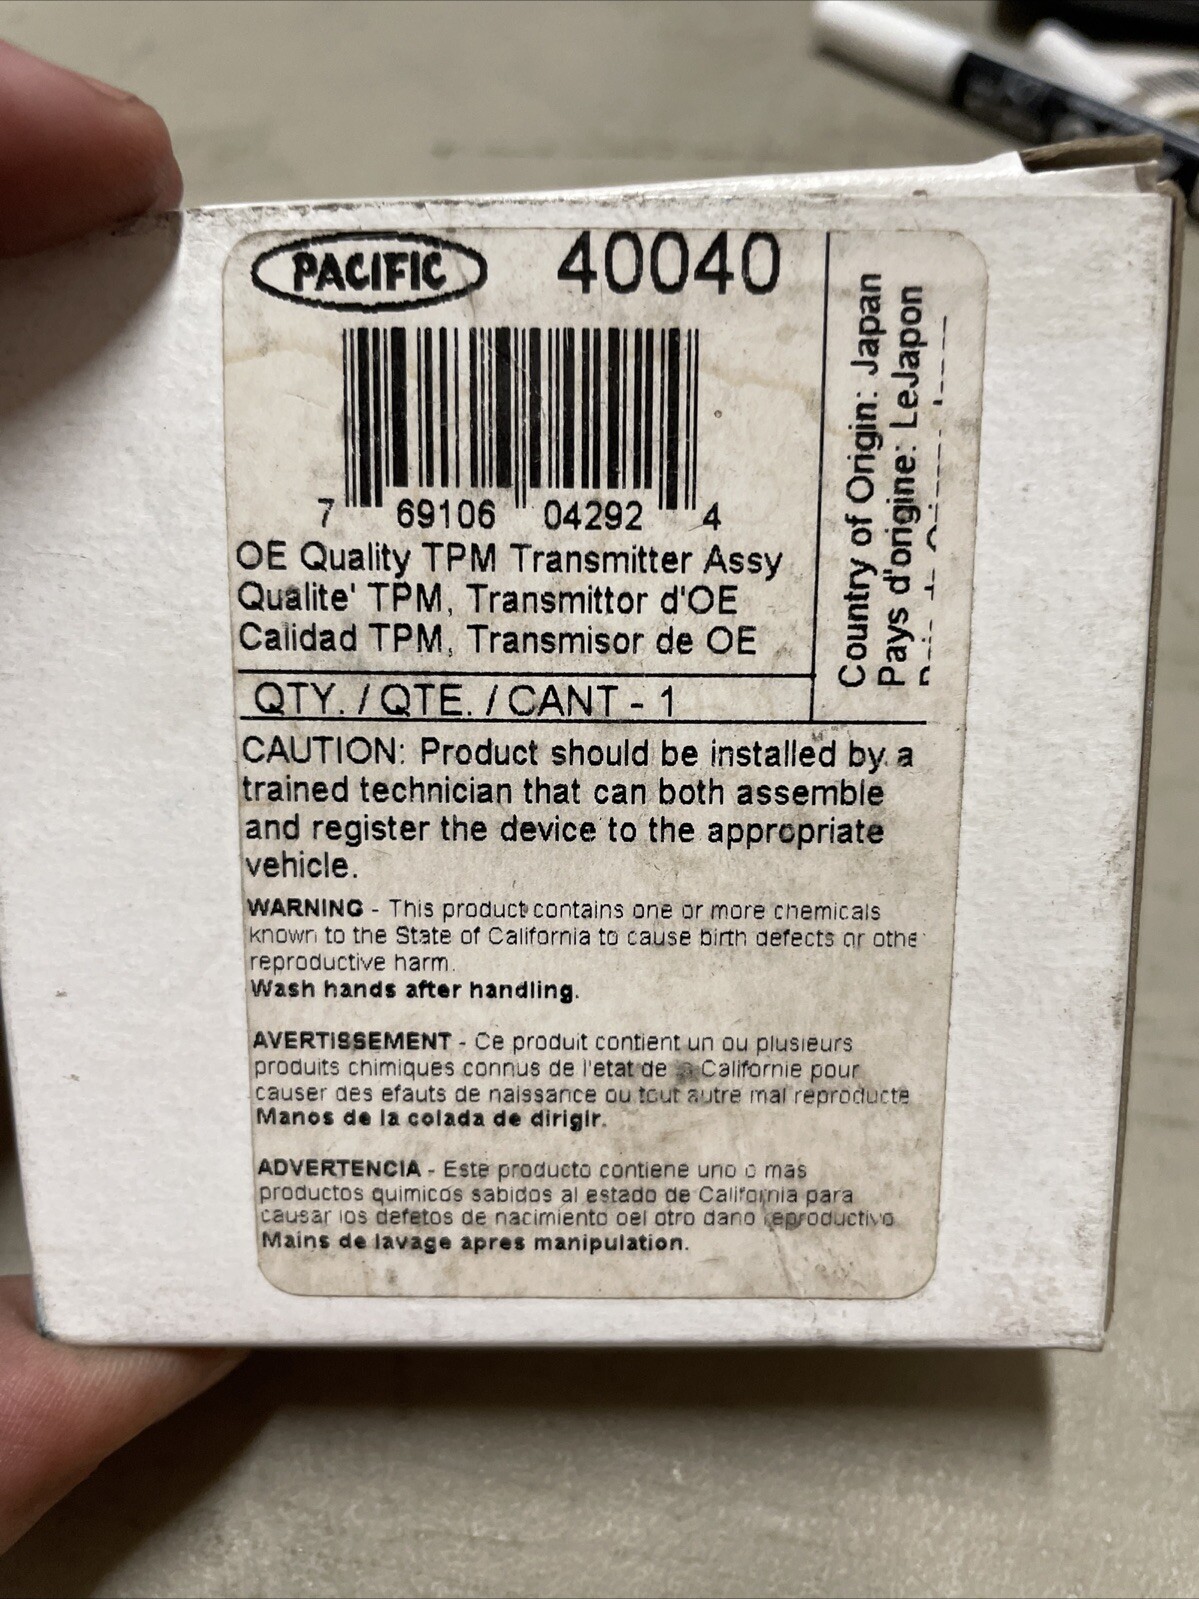 PACIFIC 40040
7 69106 04292 4
OE Quality TPM Transmitter Assy
Qualite' TPM, Transmittor d'OE
Calidad TPM, Transmisor de OE
QTY. / QTE. / CANT - 1
Country of Origin: Japan
Pays d'origine: LeJapon
CAUTION: Product should be installed by a
trained technician that can both assemble
and register the device to the appropriate
vehicle.
WARNING - This product contains one or more chemicals
known to the State of California to cause birth defects or othe
reproductive harm.
Wash hands after handling.
AVERTISSEMENT - Ce produit contient un ou plusieurs
produits chimiques connus de l'etat de la Californie pour
causer des efauts de naissance ou tout autre mal reproducte
Manos de la colada de dirigir.
ADVERTENCIA - Este producto contiene uno o mas
productos quimicos sabidos al estado de California para
causar los defetos de nacimiento oel otro dano reproductivo
Mains de lavage apres manipulation.